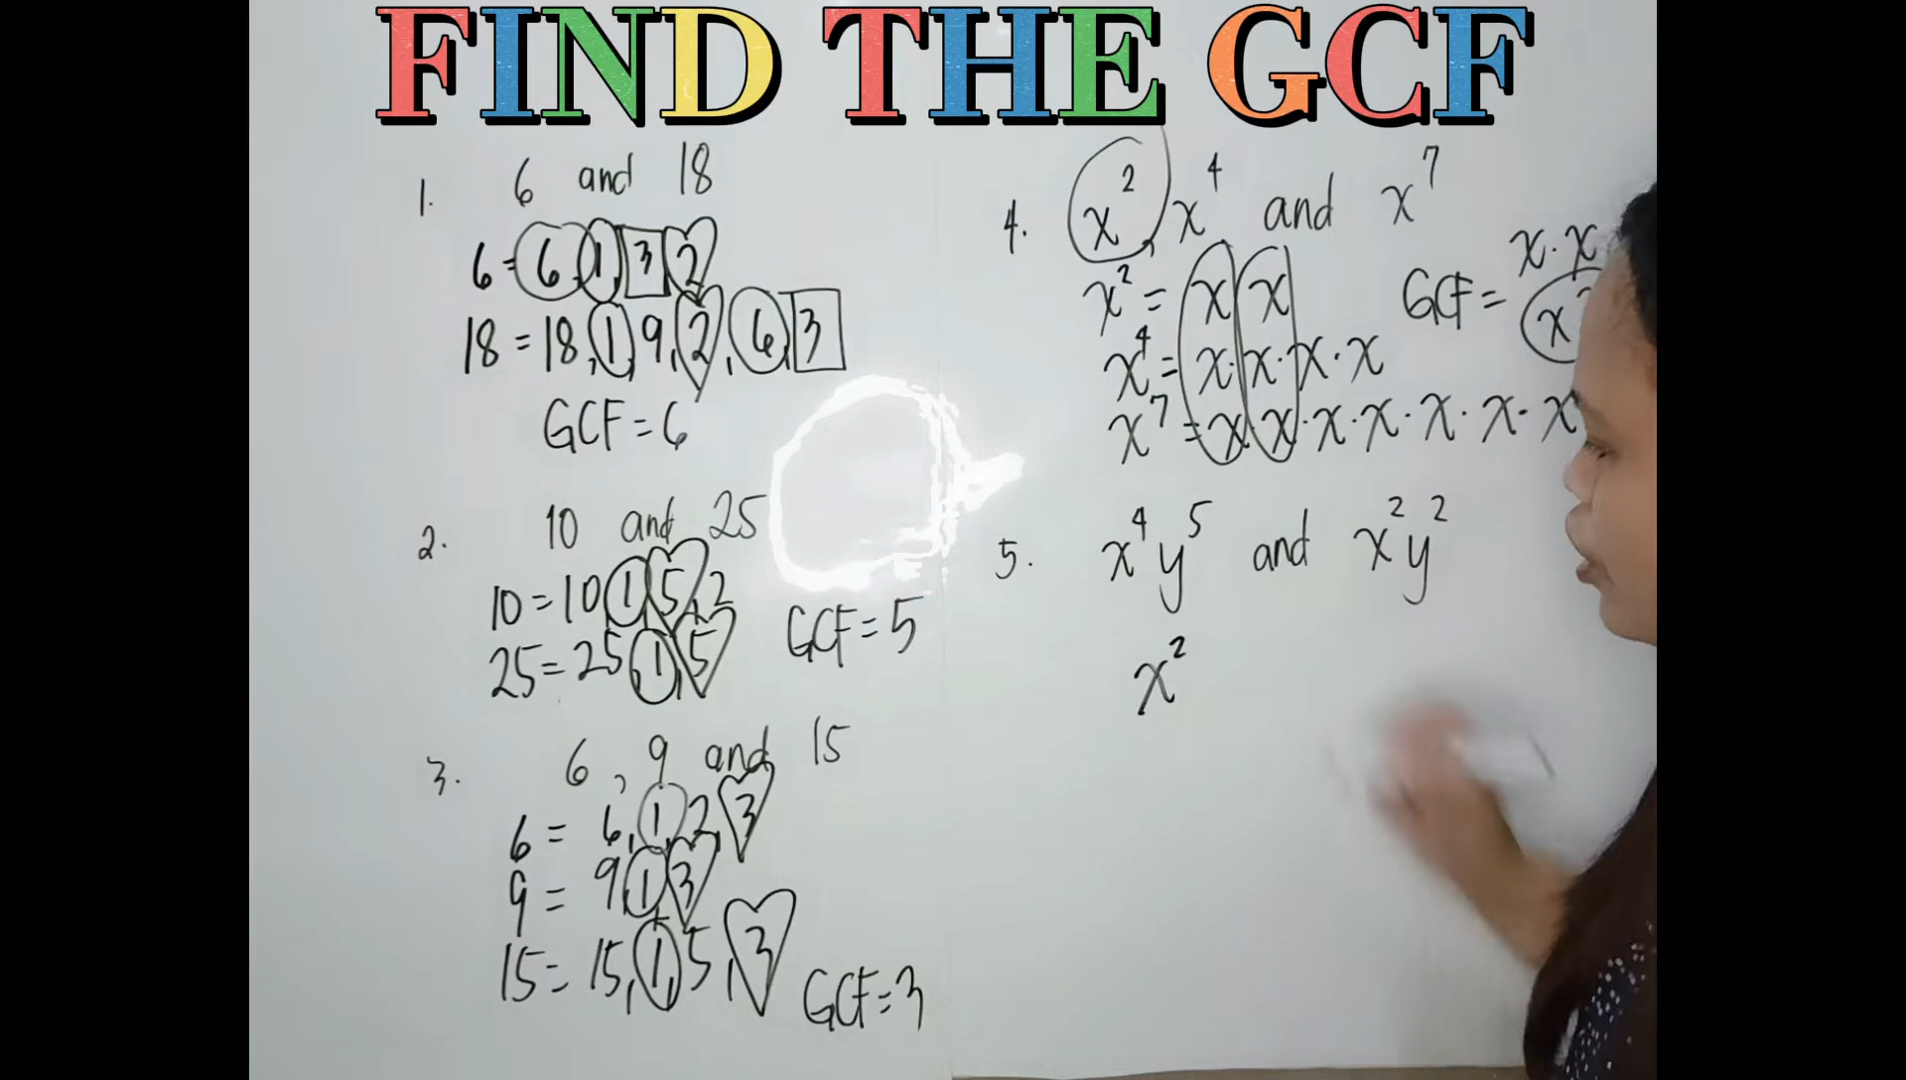 FIND THE GCF
1. 6 and 18
6 = 6, 1, 3, 2
18 = 18, 1, 9, 2, 6, 3
GCF = 6
2. 10 and 25
10 = 10, 1, 5, 2
25 = 25, 1, 5
GCF = 5
3. 6, 9 and 15
6 = 6, 1, 2, 3
9 = 9, 1, 3
15 = 15, 1, 5, 3
GCF = 3
4. x², x⁴ and x⁷
x² = x x
x⁴ = x · x · x · x
x⁷ = x x · x · x · x · x · x
GCF = x · x
x²
5. x⁴y⁵ and x²y²
x²